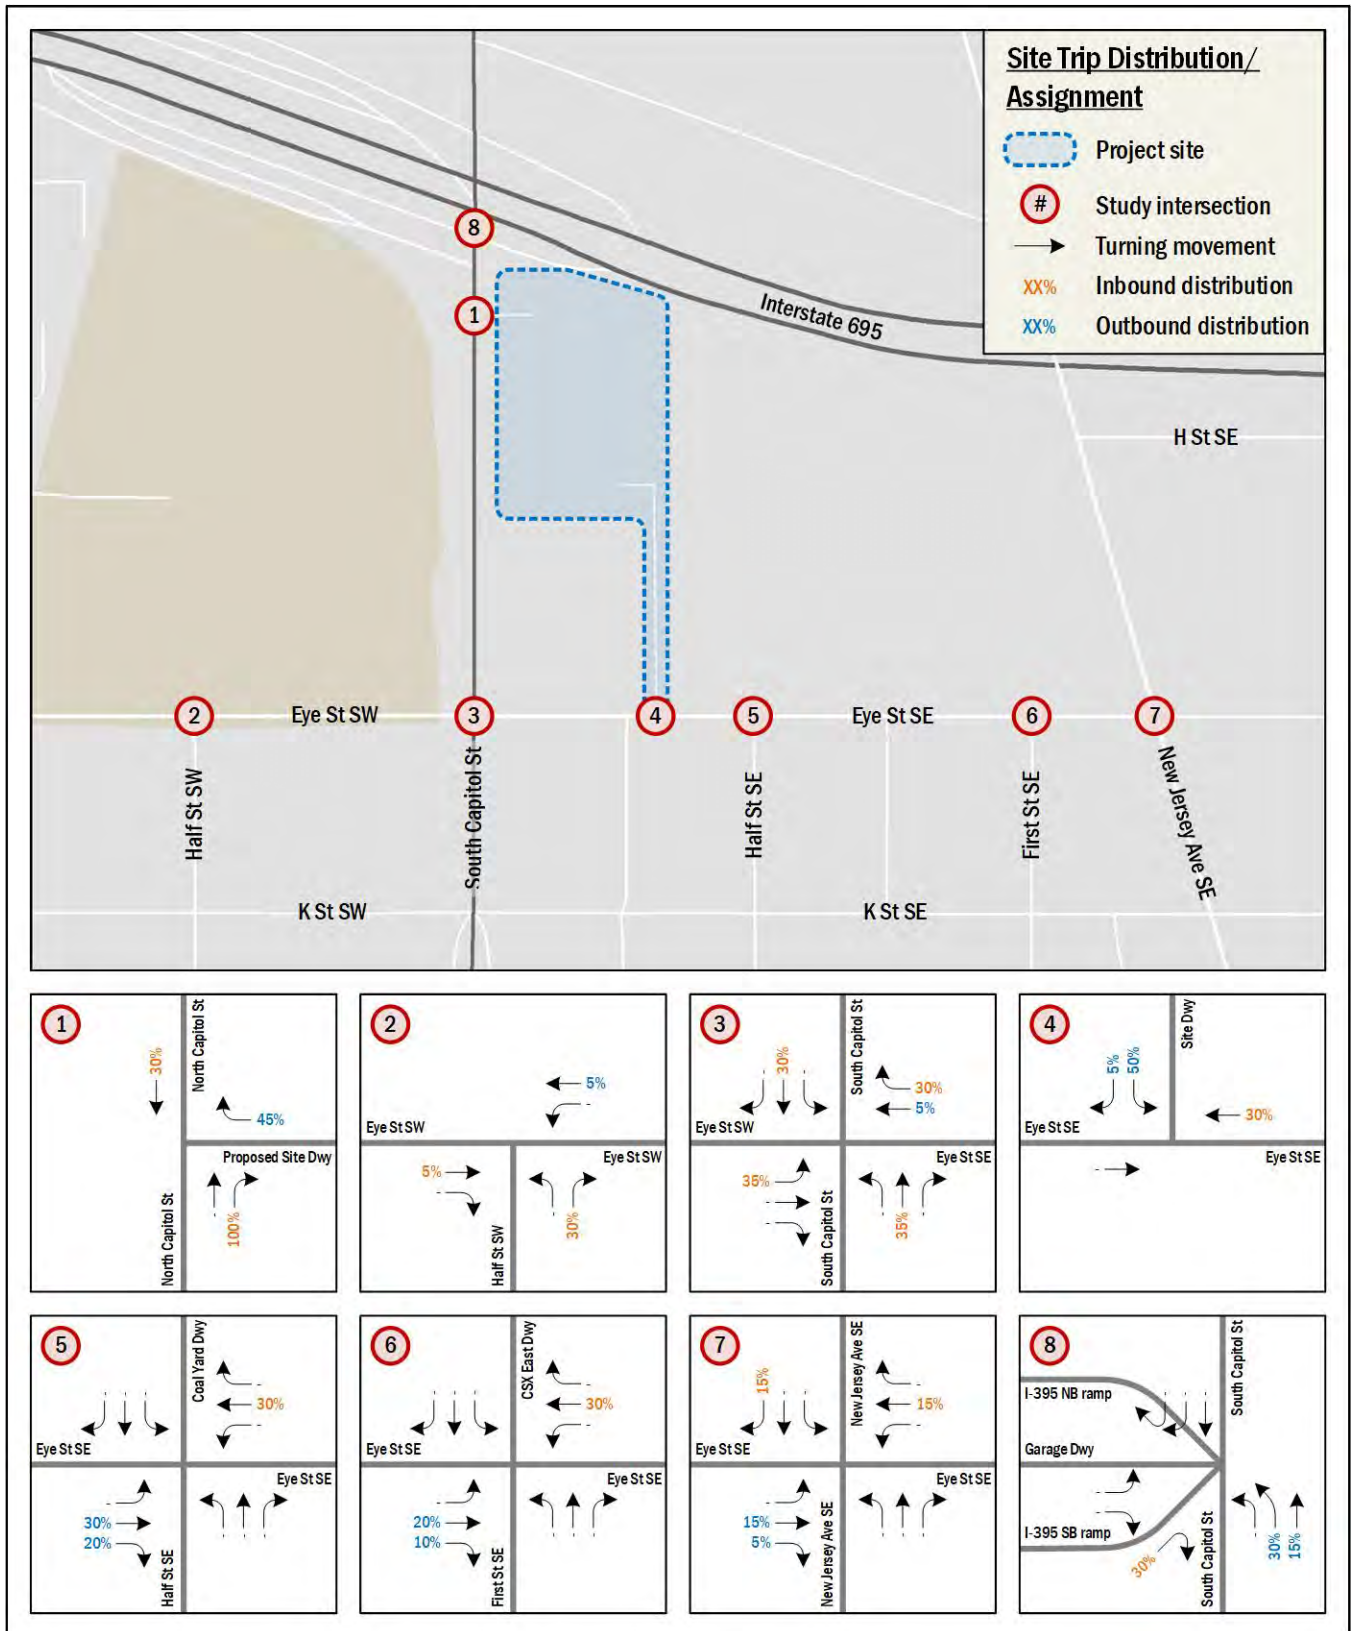 Site Trip Distribution/
Assignment
Project site
# Study intersection
Turning movement
XX% Inbound distribution
XX% Outbound distribution
8
1
Interstate 695
H St SE
2
Eye St SW
3
4
5
Eye St SE
6
7
Half St SW
South Capitol St
Half St SE
First St SE
New Jersey Ave SE
K St SW
K St SE
1
North Capitol St
30%
45%
Proposed Site Dwy
North Capitol St
100%
2
5%
-
Eye St SW
Eye St SW
5%
-
Half St SW
-
30%
3
South Capitol St
- 30% -
30%
5%
Eye St SW
Eye St SE
35%
-
-
South Capitol St
- 35% -
4
Site Dwy
5% 50%
30%
Eye St SE
Eye St SE
-
5
Coal Yard Dwy
- - -
-
30%
-
Eye St SE
Eye St SE
-
30%
20%
Half St SE
- - -
6
CSX East Dwy
- - -
-
30%
-
Eye St SE
Eye St SE
-
20%
10%
First St SE
- - -
7
New Jersey Ave SE
15% - -
-
15%
-
Eye St SE
Eye St SE
-
15%
5%
New Jersey Ave SE
- - -
8
South Capitol St
I-395 NB ramp
- - -
Garage Dwy
-
-
I-395 SB ramp
30%
South Capitol St
- 30% 15%